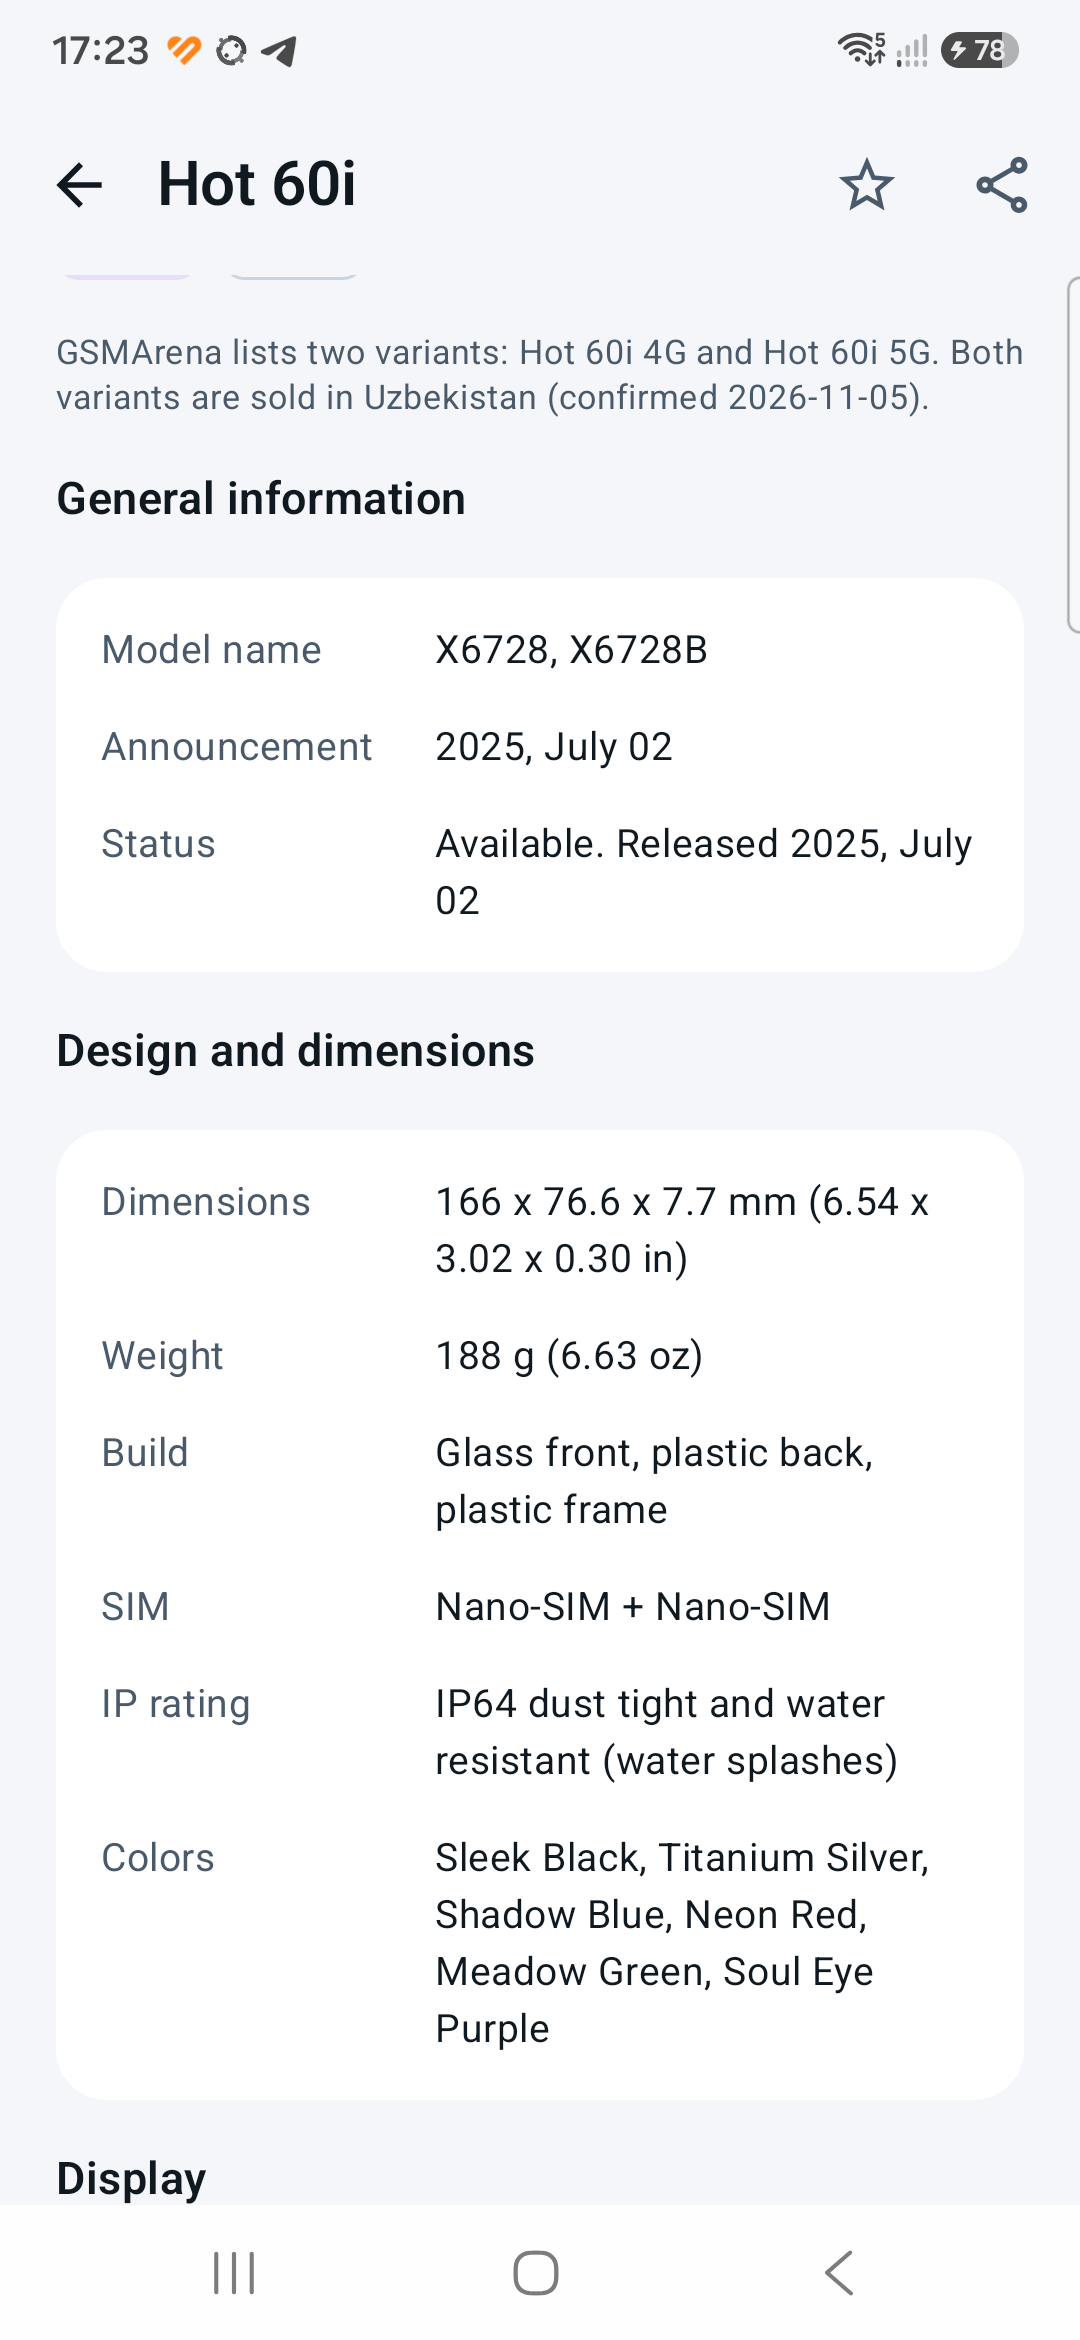 17:23
5
78
Hot 60i
GSMArena lists two variants: Hot 60i 4G and Hot 60i 5G. Both
variants are sold in Uzbekistan (confirmed 2026-11-05).
General information
Model name
X6728, X6728B
Announcement
2025, July 02
Status
Available. Released 2025, July
02
Design and dimensions
Dimensions
166 x 76.6 x 7.7 mm (6.54 x
3.02 x 0.30 in)
Weight
188 g (6.63 oz)
Build
Glass front, plastic back,
plastic frame
SIM
Nano-SIM + Nano-SIM
IP rating
IP64 dust tight and water
resistant (water splashes)
Colors
Sleek Black, Titanium Silver,
Shadow Blue, Neon Red,
Meadow Green, Soul Eye
Purple
Display